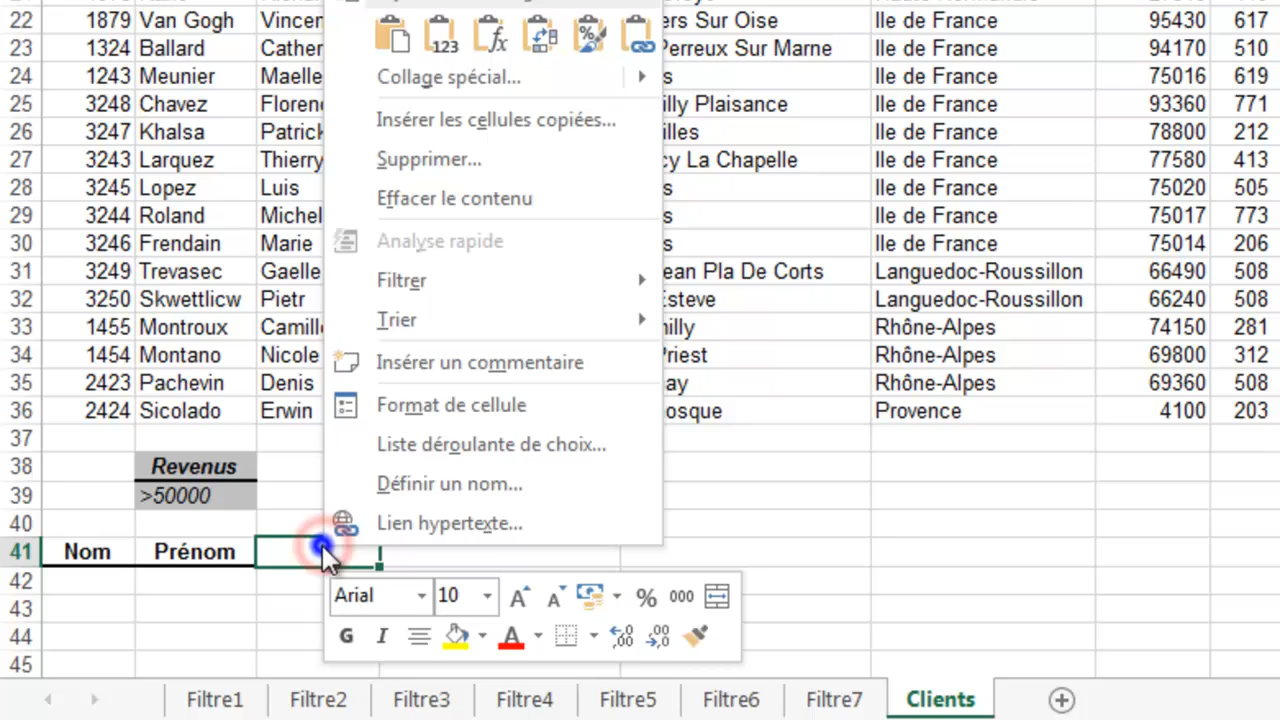 22 1879 Van Gogh Vincen ers Sur Oise Ile de France 95430 617
23 1324 Ballard Cather Perreux Sur Marne Ile de France 94170 510
24 1243 Meunier Maelle s Ile de France 75016 619
25 3248 Chavez Floren illy Plaisance Ile de France 93360 771
26 3247 Khalsa Patrick illes Ile de France 78800 212
27 3243 Larquez Thierry cy La Chapelle Ile de France 77580 413
28 3245 Lopez Luis s Ile de France 75020 505
29 3244 Roland Michel s Ile de France 75017 773
30 3246 Frendain Marie s Ile de France 75014 206
31 3249 Trevasec Gaelle ean Pla De Corts Languedoc-Roussillon 66490 508
32 3250 Skwettlicw Pietr Esteve Languedoc-Roussillon 66240 508
33 1455 Montroux Camille nilly Rhône-Alpes 74150 281
34 1454 Montano Nicole Priest Rhône-Alpes 69800 312
35 2423 Pachevin Denis ay Rhône-Alpes 69360 508
36 2424 Sicolado Erwin osque Provence 4100 203
37
38 Revenus
39 >50000
40
41 Nom Prénom
42
43
44
45
123 fx %
Collage spécial...
Insérer les cellules copiées...
Supprimer...
Effacer le contenu
Analyse rapide
Filtrer
Trier
Insérer un commentaire
Format de cellule
Liste déroulante de choix...
Définir un nom...
Lien hypertexte...
Arial 10 A A % 000
G I A ,00 ,00
Filtre1 Filtre2 Filtre3 Filtre4 Filtre5 Filtre6 Filtre7 Clients